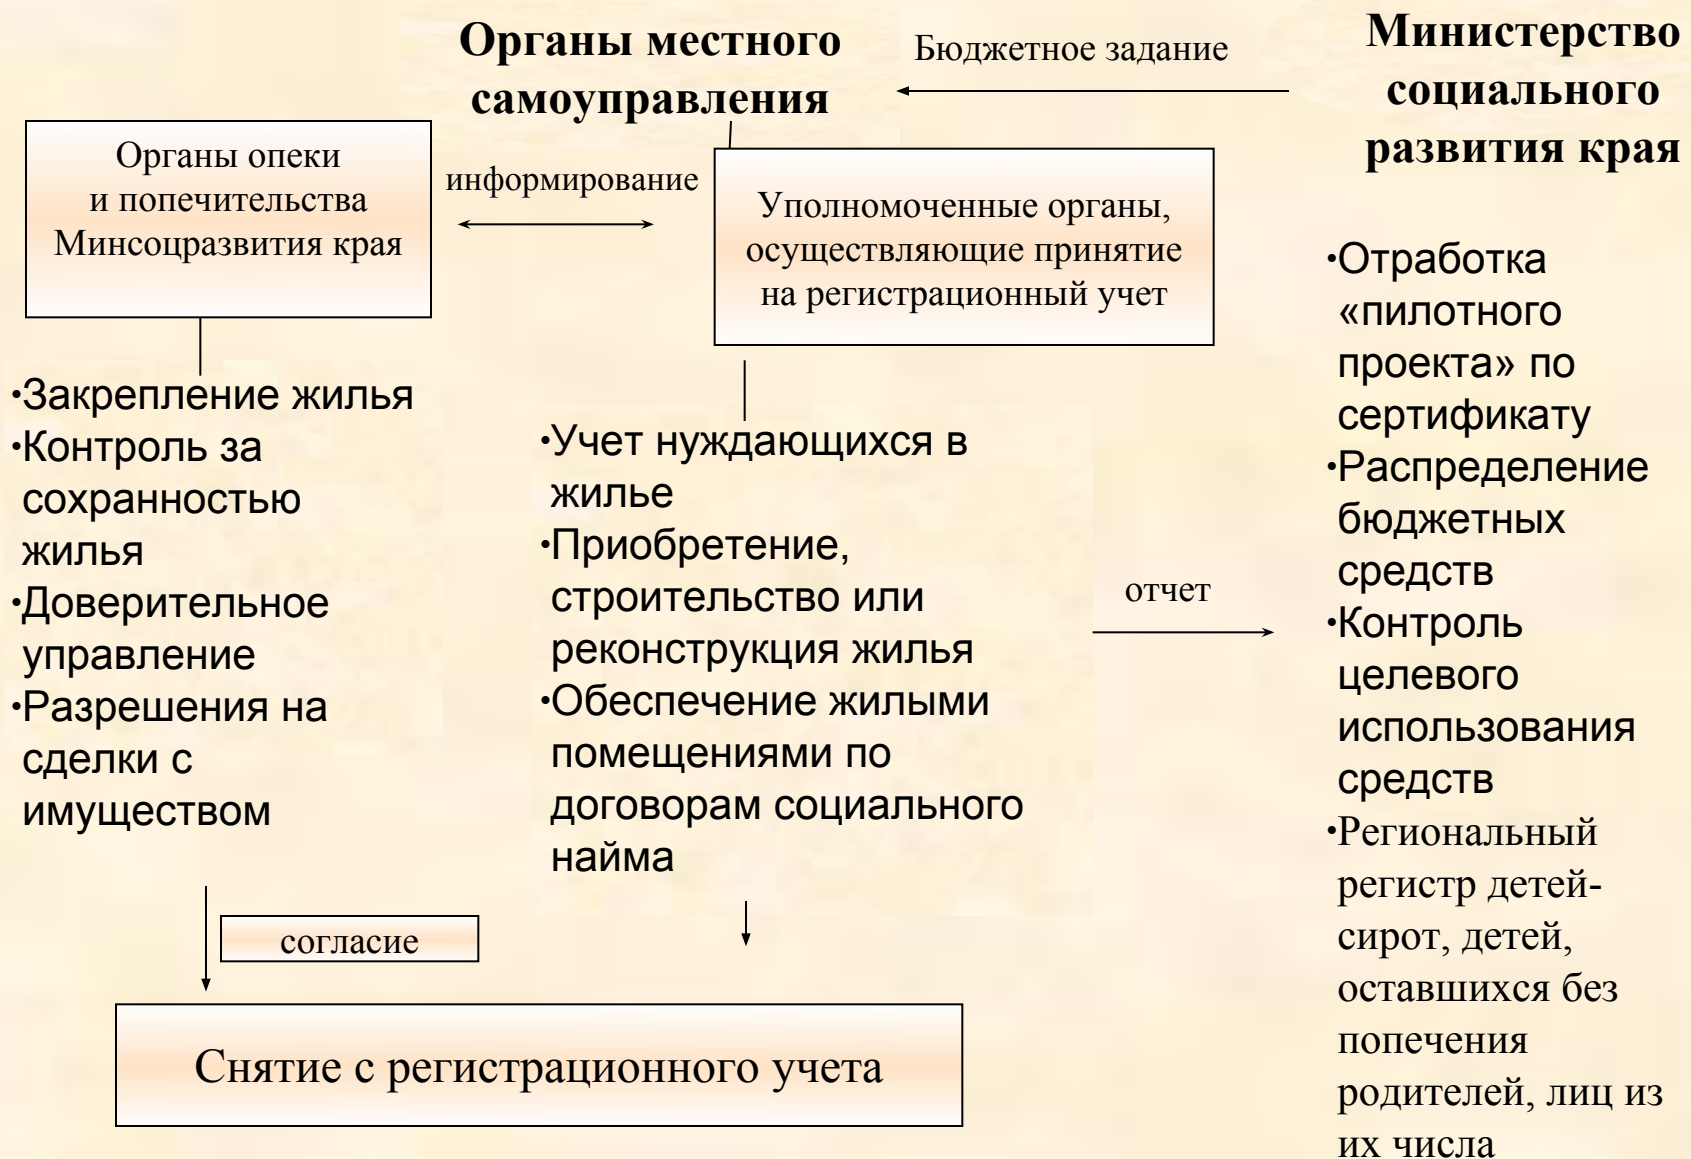 Органы местного
самоуправления
Бюджетное задание
Министерство
социального
развития края
Органы опеки
и попечительства
Минсоцразвития края
информирование
Уполномоченные органы,
осуществляющие принятие
на регистрационный учет
•Закрепление жилья
•Контроль за
сохранностью
жилья
•Доверительное
управление
•Разрешения на
сделки с
имуществом
•Учет нуждающихся в
жилье
•Приобретение,
строительство или
реконструкция жилья
•Обеспечение жилыми
помещениями по
договорам социального
найма
отчет
•Отработка
«пилотного
проекта» по
сертификату
•Распределение
бюджетных
средств
•Контроль
целевого
использования
средств
•Региональный
регистр детей-
сирот, детей,
оставшихся без
попечения
родителей, лиц из
их числа
согласие
Снятие с регистрационного учета